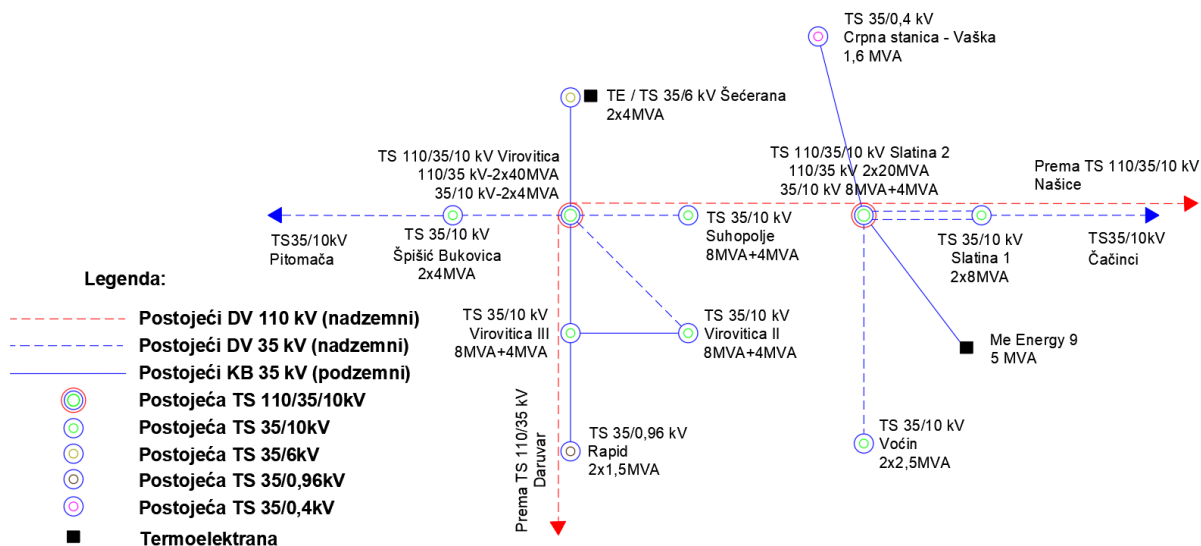 TS 35/0,4 kV
Crpna stanica - Vaška
1,6 MVA
TE / TS 35/6 kV Šećerana
2x4MVA
TS 110/35/10 kV Virovitica
110/35 kV-2x40MVA
35/10 kV-2x4MVA
TS 110/35/10 kV Slatina 2
110/35 kV 2x20MVA
35/10 kV 8MVA+4MVA
Prema TS 110/35/10 kV
Našice
TS35/10kV
Pitomača
TS 35/10 kV
Špišić Bukovica
2x4MVA
TS 35/10 kV
Suhopolje
8MVA+4MVA
TS 35/10 kV
Slatina 1
2x8MVA
TS35/10kV
Čačinci
TS 35/10 kV
Virovitica III
8MVA+4MVA
TS 35/10 kV
Virovitica II
8MVA+4MVA
Me Energy 9
5 MVA
TS 35/0,96 kV
Rapid
2x1,5MVA
TS 35/10 kV
Voćin
2x2,5MVA
Prema TS 110/35 kV
Daruvar
Legenda:
Postojeći DV 110 kV (nadzemni)
Postojeći DV 35 kV (nadzemni)
Postojeći KB 35 kV (podzemni)
Postojeća TS 110/35/10kV
Postojeća TS 35/10kV
Postojeća TS 35/6kV
Postojeća TS 35/0,96kV
Postojeća TS 35/0,4kV
Termoelektrana